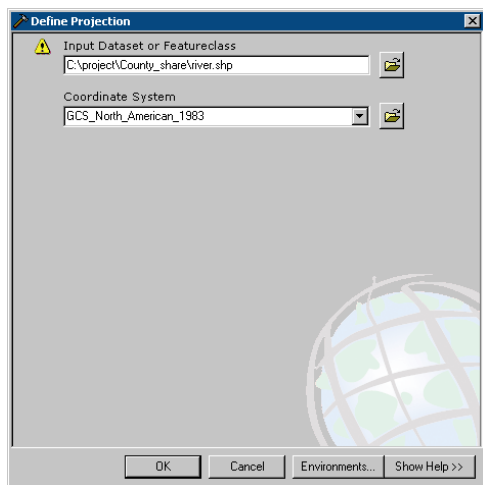 Define Projection
Input Dataset or Featureclass
C:\project\County_share\river.shp
Coordinate System
GCS_North_American_1983
OK Cancel Environments... Show Help >>